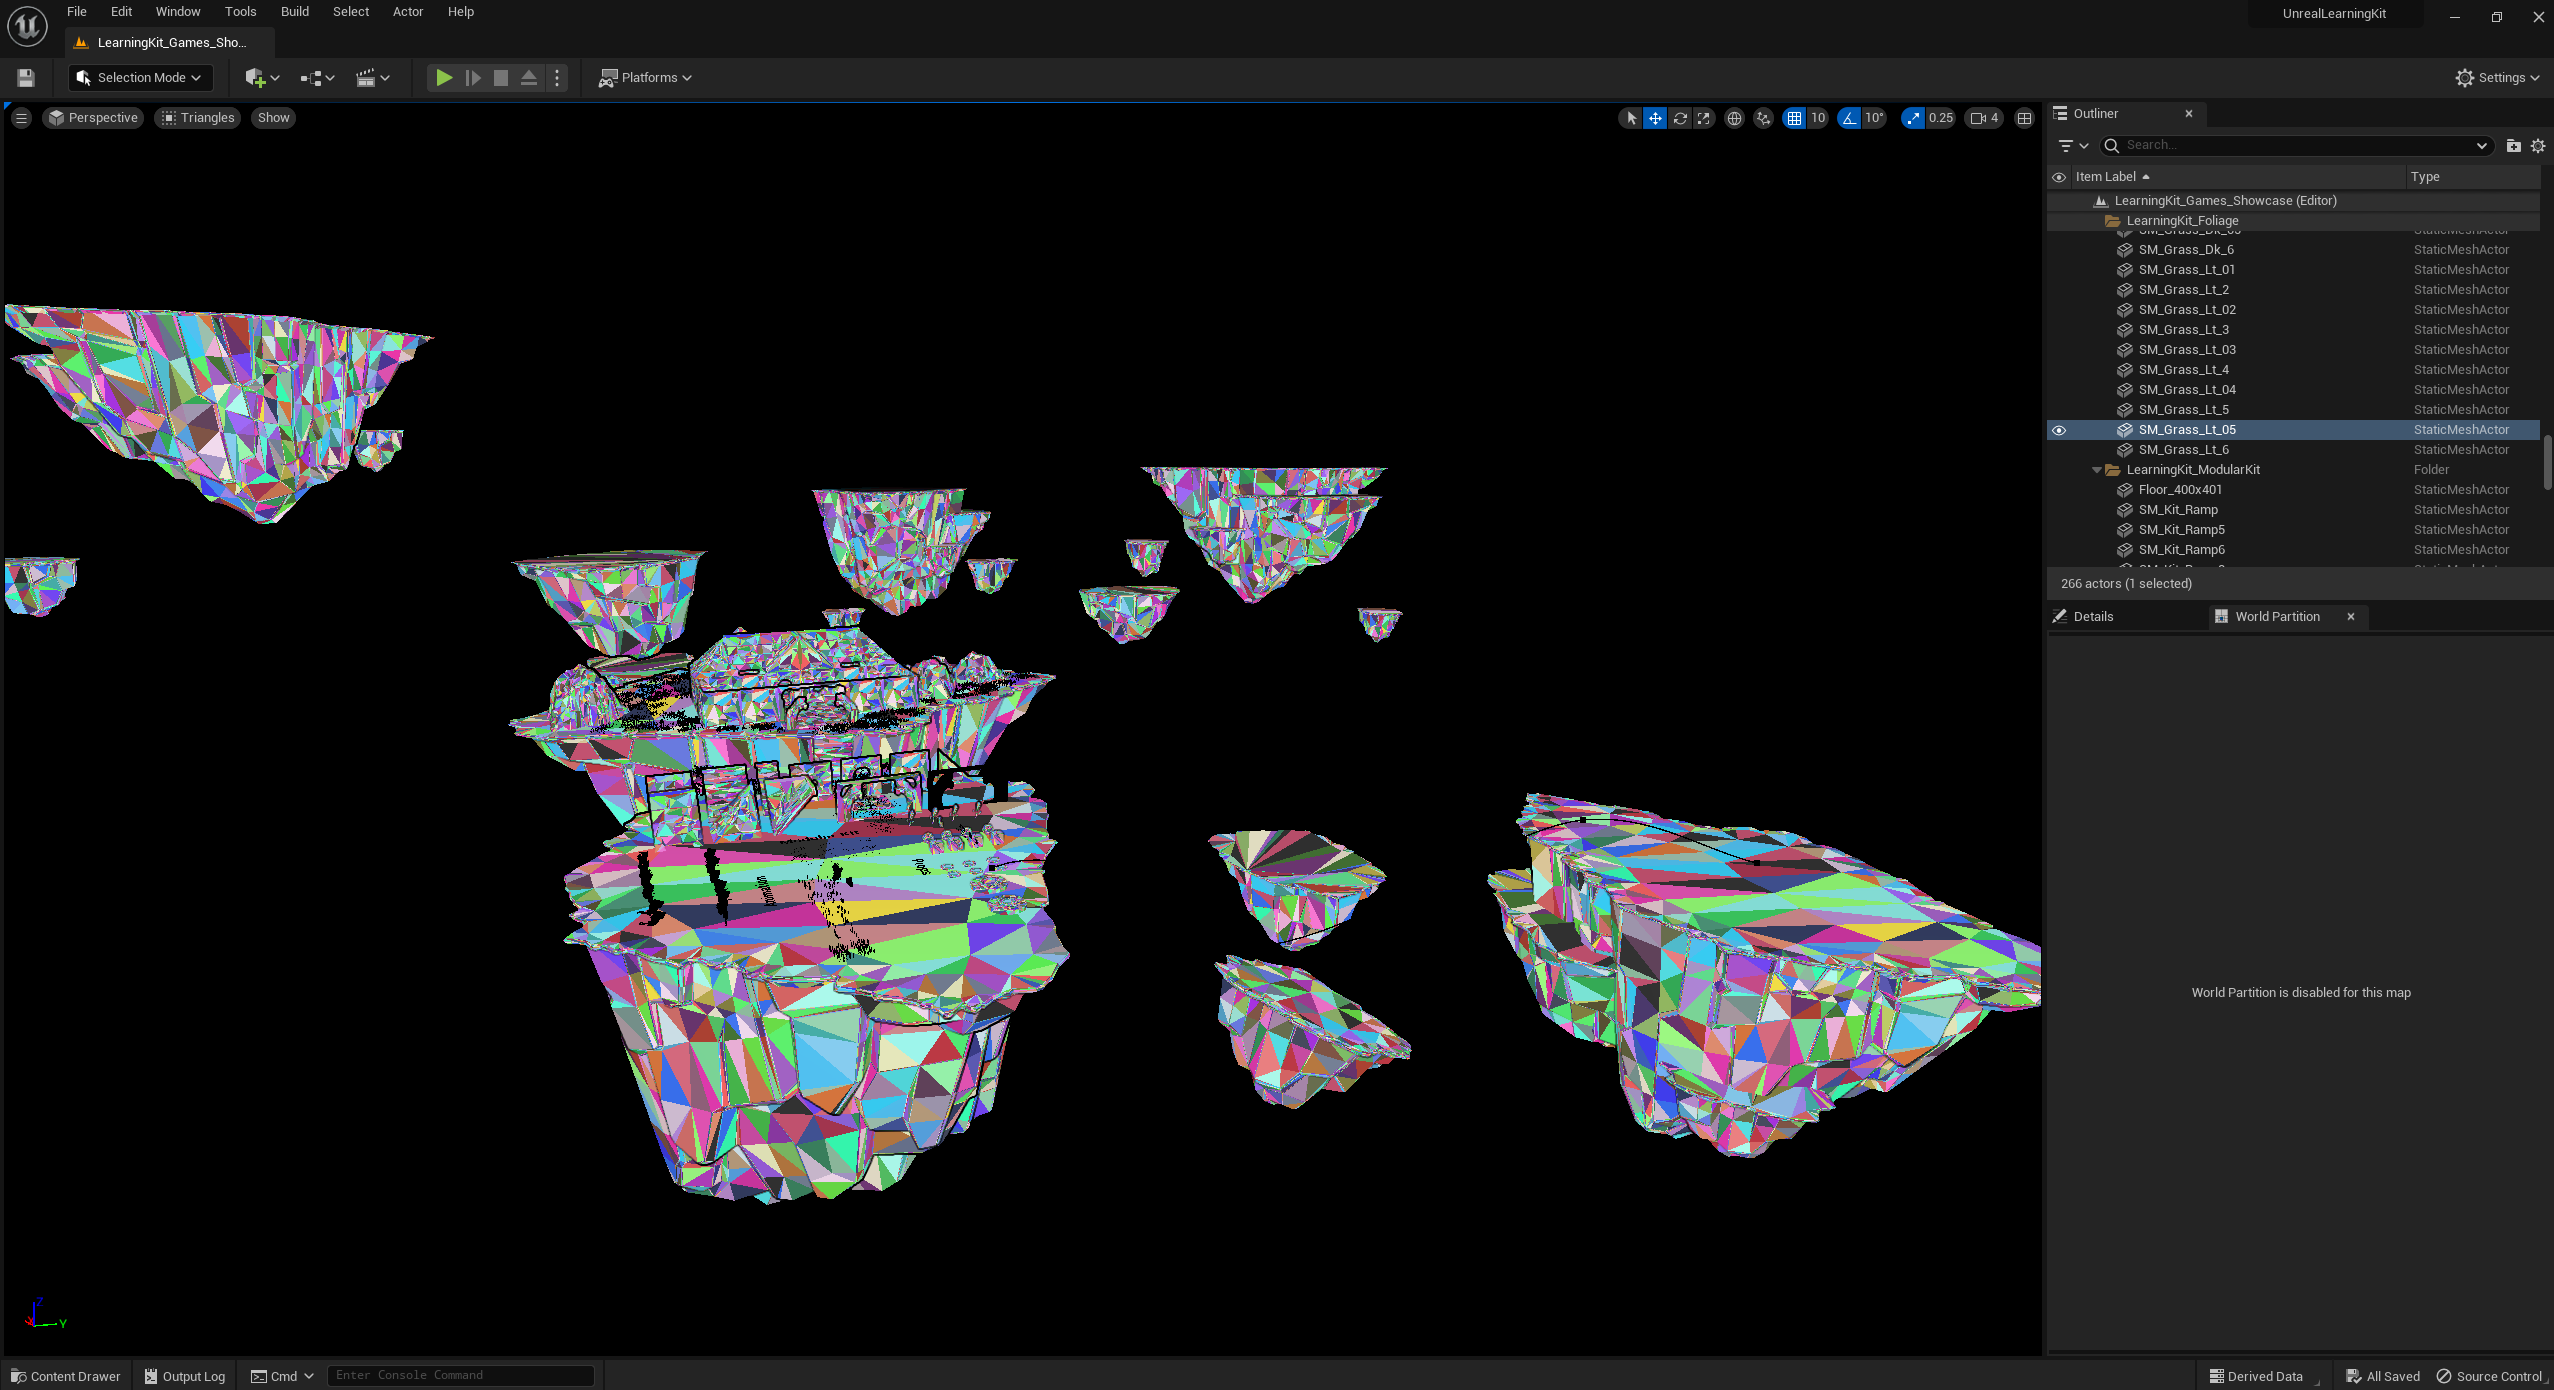 File Edit Window Tools Build Select Actor Help
UnrealLearningKit
LearningKit_Games_Sho...
Selection Mode
Platforms
Settings
Perspective Triangles Show
10 10° 0.25 4
Outliner
Search...
Item Label Type
LearningKit_Games_Showcase (Editor)
LearningKit_Foliage
SM_Grass_Dk_6 StaticMeshActor
SM_Grass_Lt_01 StaticMeshActor
SM_Grass_Lt_2 StaticMeshActor
SM_Grass_Lt_02 StaticMeshActor
SM_Grass_Lt_3 StaticMeshActor
SM_Grass_Lt_03 StaticMeshActor
SM_Grass_Lt_4 StaticMeshActor
SM_Grass_Lt_04 StaticMeshActor
SM_Grass_Lt_5 StaticMeshActor
SM_Grass_Lt_05 StaticMeshActor
SM_Grass_Lt_6 StaticMeshActor
LearningKit_ModularKit Folder
Floor_400x401 StaticMeshActor
SM_Kit_Ramp StaticMeshActor
SM_Kit_Ramp5 StaticMeshActor
SM_Kit_Ramp6 StaticMeshActor
266 actors (1 selected)
Details World Partition
World Partition is disabled for this map
Z
X
Y
Content Drawer Output Log Cmd Enter Console Command
Derived Data All Saved Source Control